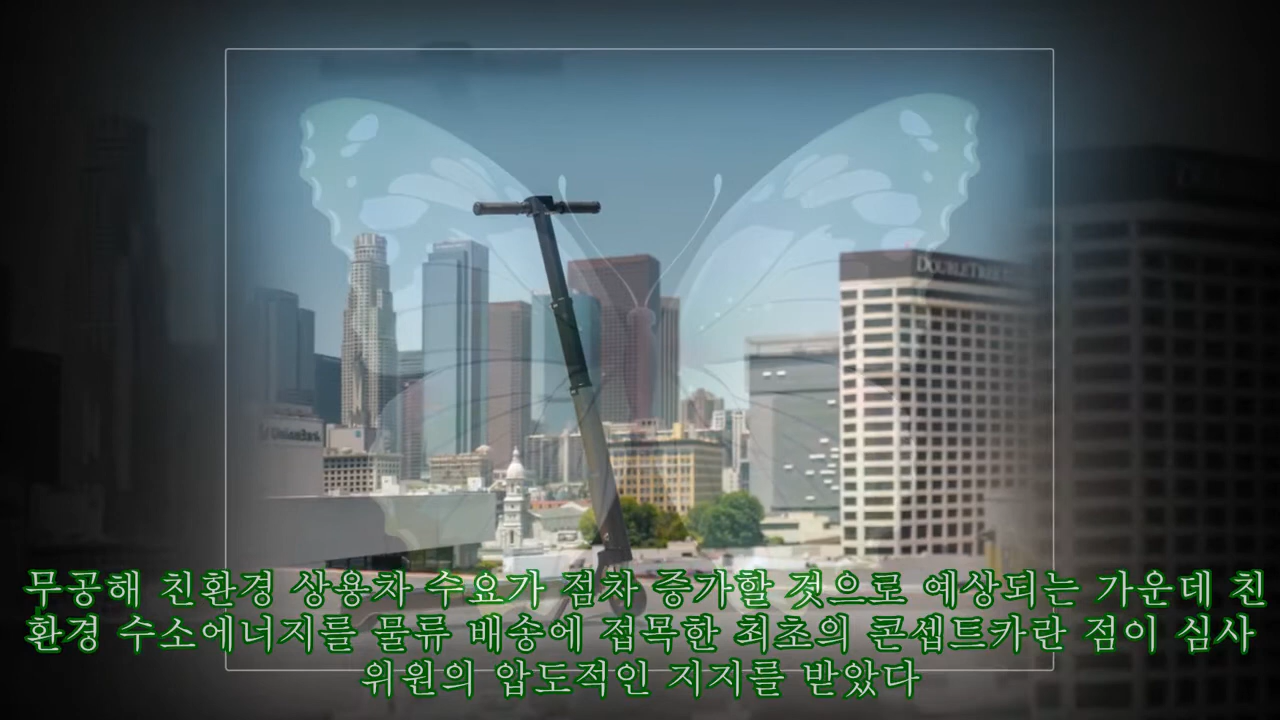 DOUBLETREE
무공해 친환경 상용차 수요가 점차 증가할 것으로 예상되는 가운데 친
환경 수소에너지를 물류 배송에 접목한 최초의 콘셉트카란 점이 심사
위원의 압도적인 지지를 받았다